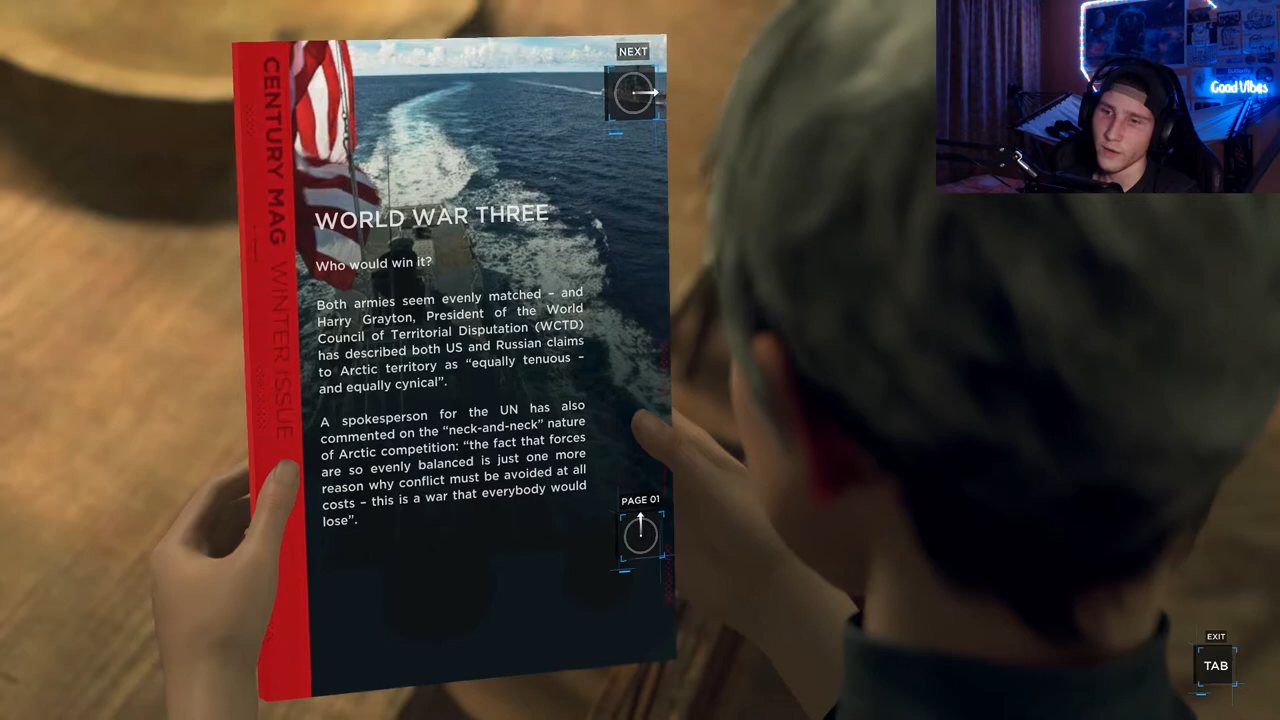 NEXT
CENTURY MAG WINTER ISSUE
Good Vibes
WORLD WAR THREE
Who would win it?
Both armies seem evenly matched – and
Harry Grayton, President of the World
Council of Territorial Disputation (WCTD)
has described both US and Russian claims
to Arctic territory as “equally tenuous –
and equally cynical”.
A spokesperson for the UN has also
commented on the “neck-and-neck” nature
of Arctic competition: “the fact that forces
are so evenly balanced is just one more
reason why conflict must be avoided at all
costs – this is a war that everybody would
lose”.
PAGE 01
EXIT
TAB